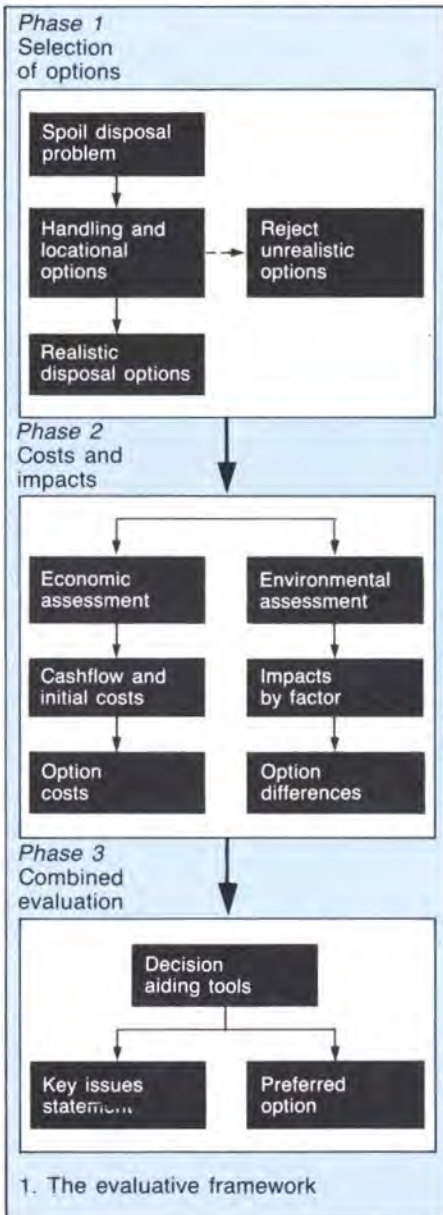 Phase 1
Selection
of options
Spoil disposal
problem
Handling and
locational
options
Reject
unrealistic
options
Realistic
disposal options
Phase 2
Costs and
impacts
Economic
assessment
Environmental
assessment
Cashflow and
initial costs
Impacts
by factor
Option
costs
Option
differences
Phase 3
Combined
evaluation
Decision
aiding tools
Key issues
statement
Preferred
option
1. The evaluative framework